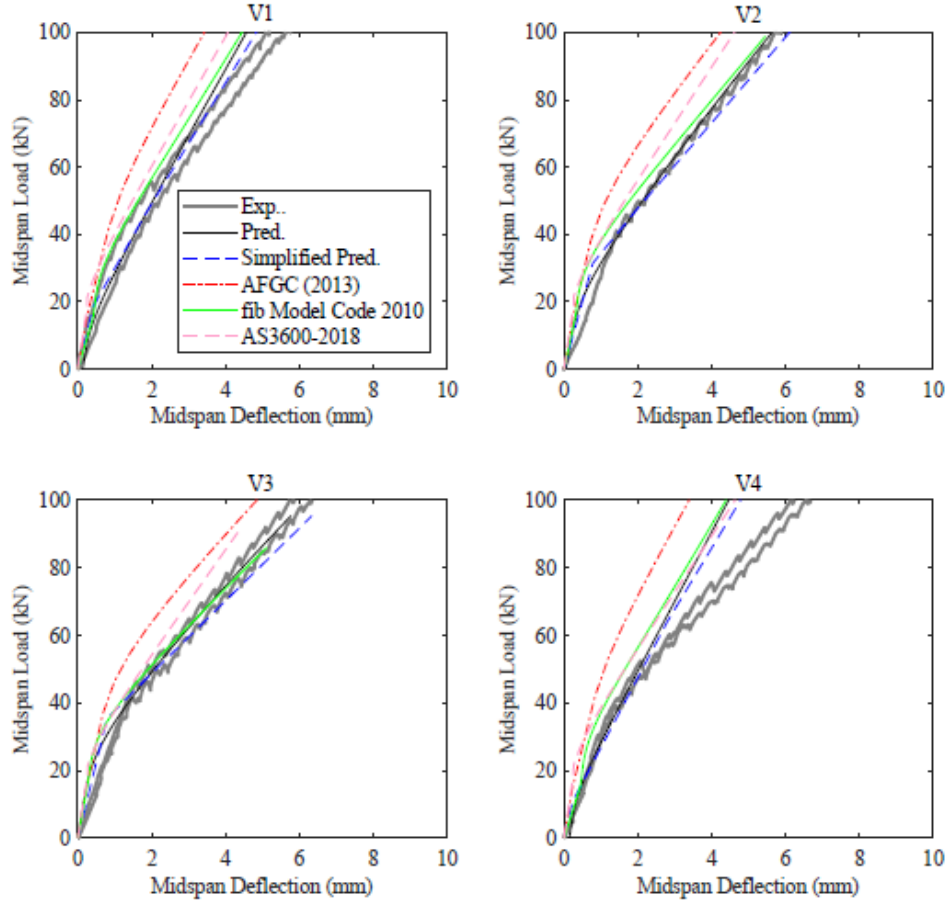 V1
100
80
60
40
20
0
Midspan Load (kN)
0 2 4 6 8 10
Midspan Deflection (mm)
Exp..
Pred.
Simplified Pred.
AFGC (2013)
fib Model Code 2010
AS3600-2018
V2
100
80
60
40
20
0
Midspan Load (kN)
0 2 4 6 8 10
Midspan Deflection (mm)
V3
100
80
60
40
20
0
Midspan Load (kN)
0 2 4 6 8 10
Midspan Deflection (mm)
V4
100
80
60
40
20
0
Midspan Load (kN)
0 2 4 6 8 10
Midspan Deflection (mm)